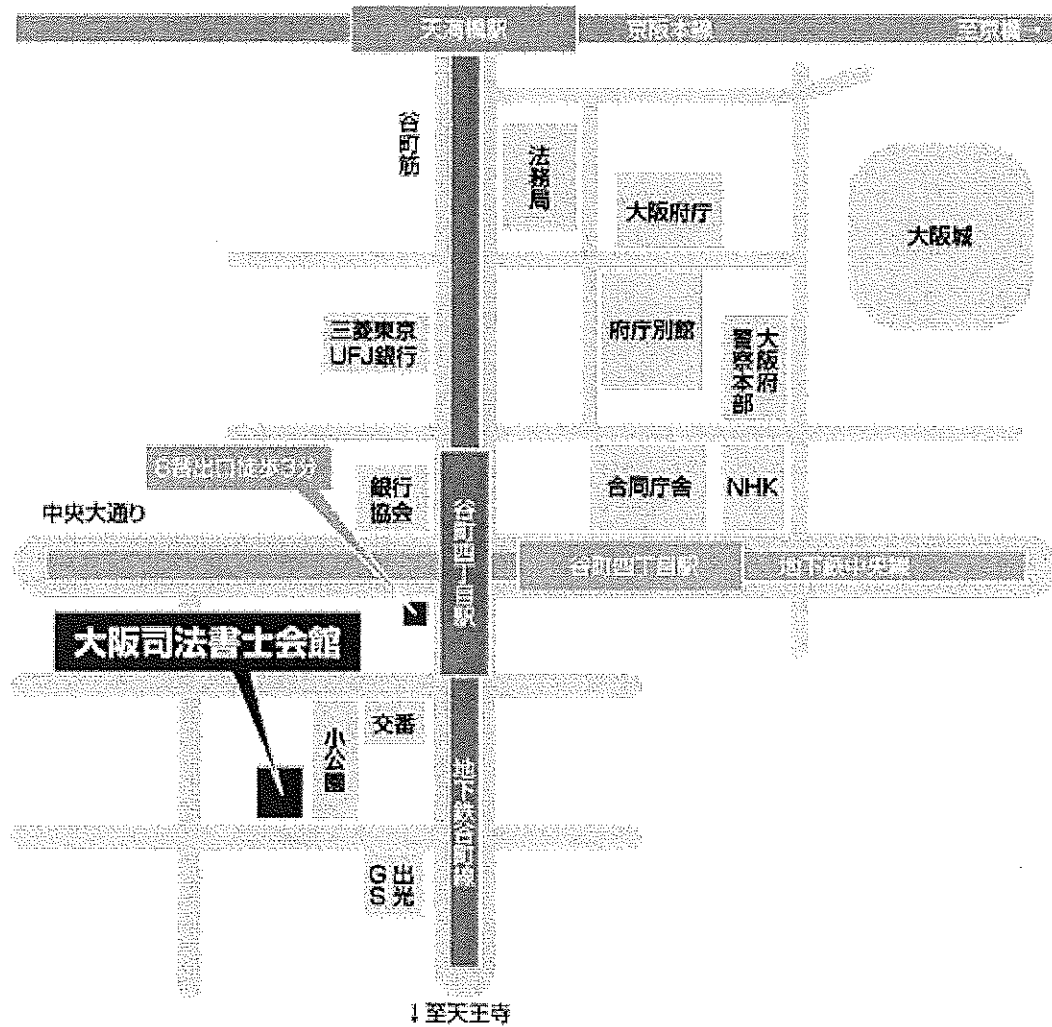 天満橋駅
京阪本線
至京橋→
谷町筋
法務局
大阪府庁
大阪城
三菱東京
UFJ銀行
府庁別館
大阪府
警察本部
6番出口徒歩3分
銀行
協会
谷町四丁目駅
合同庁舎
NHK
中央大通り
谷町四丁目駅
地下鉄中央線
大阪司法書士会館
交番
小公園
地下鉄谷町線
出光
GS
↓至天王寺